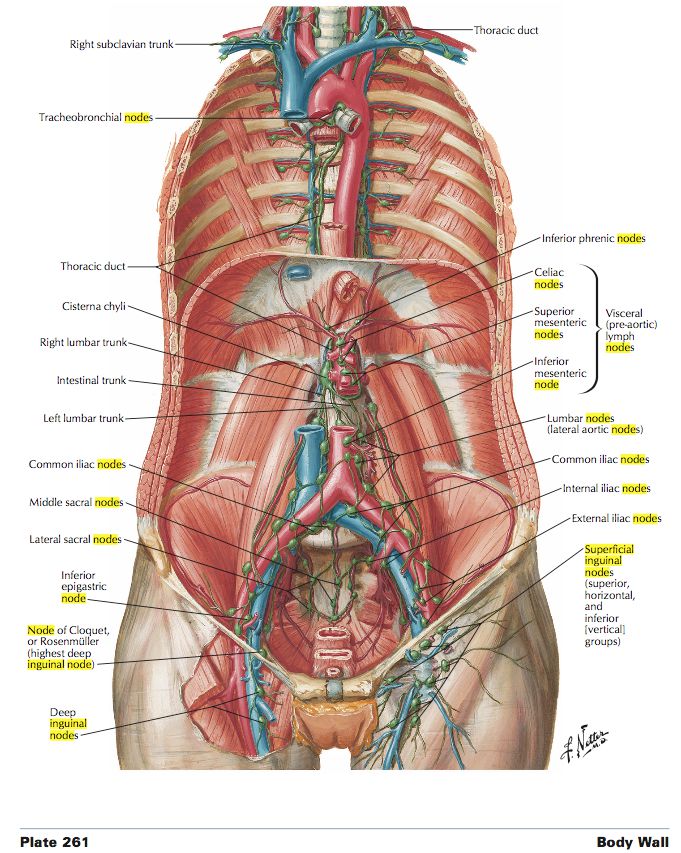 Right subclavian trunk
Thoracic duct
Tracheobronchial nodes
Inferior phrenic nodes
Thoracic duct
Celiac
nodes
Cisterna chyli
Superior
mesenteric
nodes
Visceral
(pre-aortic)
lymph
nodes
Right lumbar trunk
Inferior
mesenteric
node
Intestinal trunk
Left lumbar trunk
Lumbar nodes
(lateral aortic nodes)
Common iliac nodes
Common iliac nodes
Middle sacral nodes
Internal iliac nodes
Lateral sacral nodes
External iliac nodes
Superficial
inguinal
nodes
(superior,
horizontal,
and
inferior
[vertical]
groups)
Inferior
epigastric
node
Node of Cloquet,
or Rosenmüller
(highest deep
inguinal node)
Deep
inguinal
nodes
F. Netter
M.D.
Plate 261
Body Wall